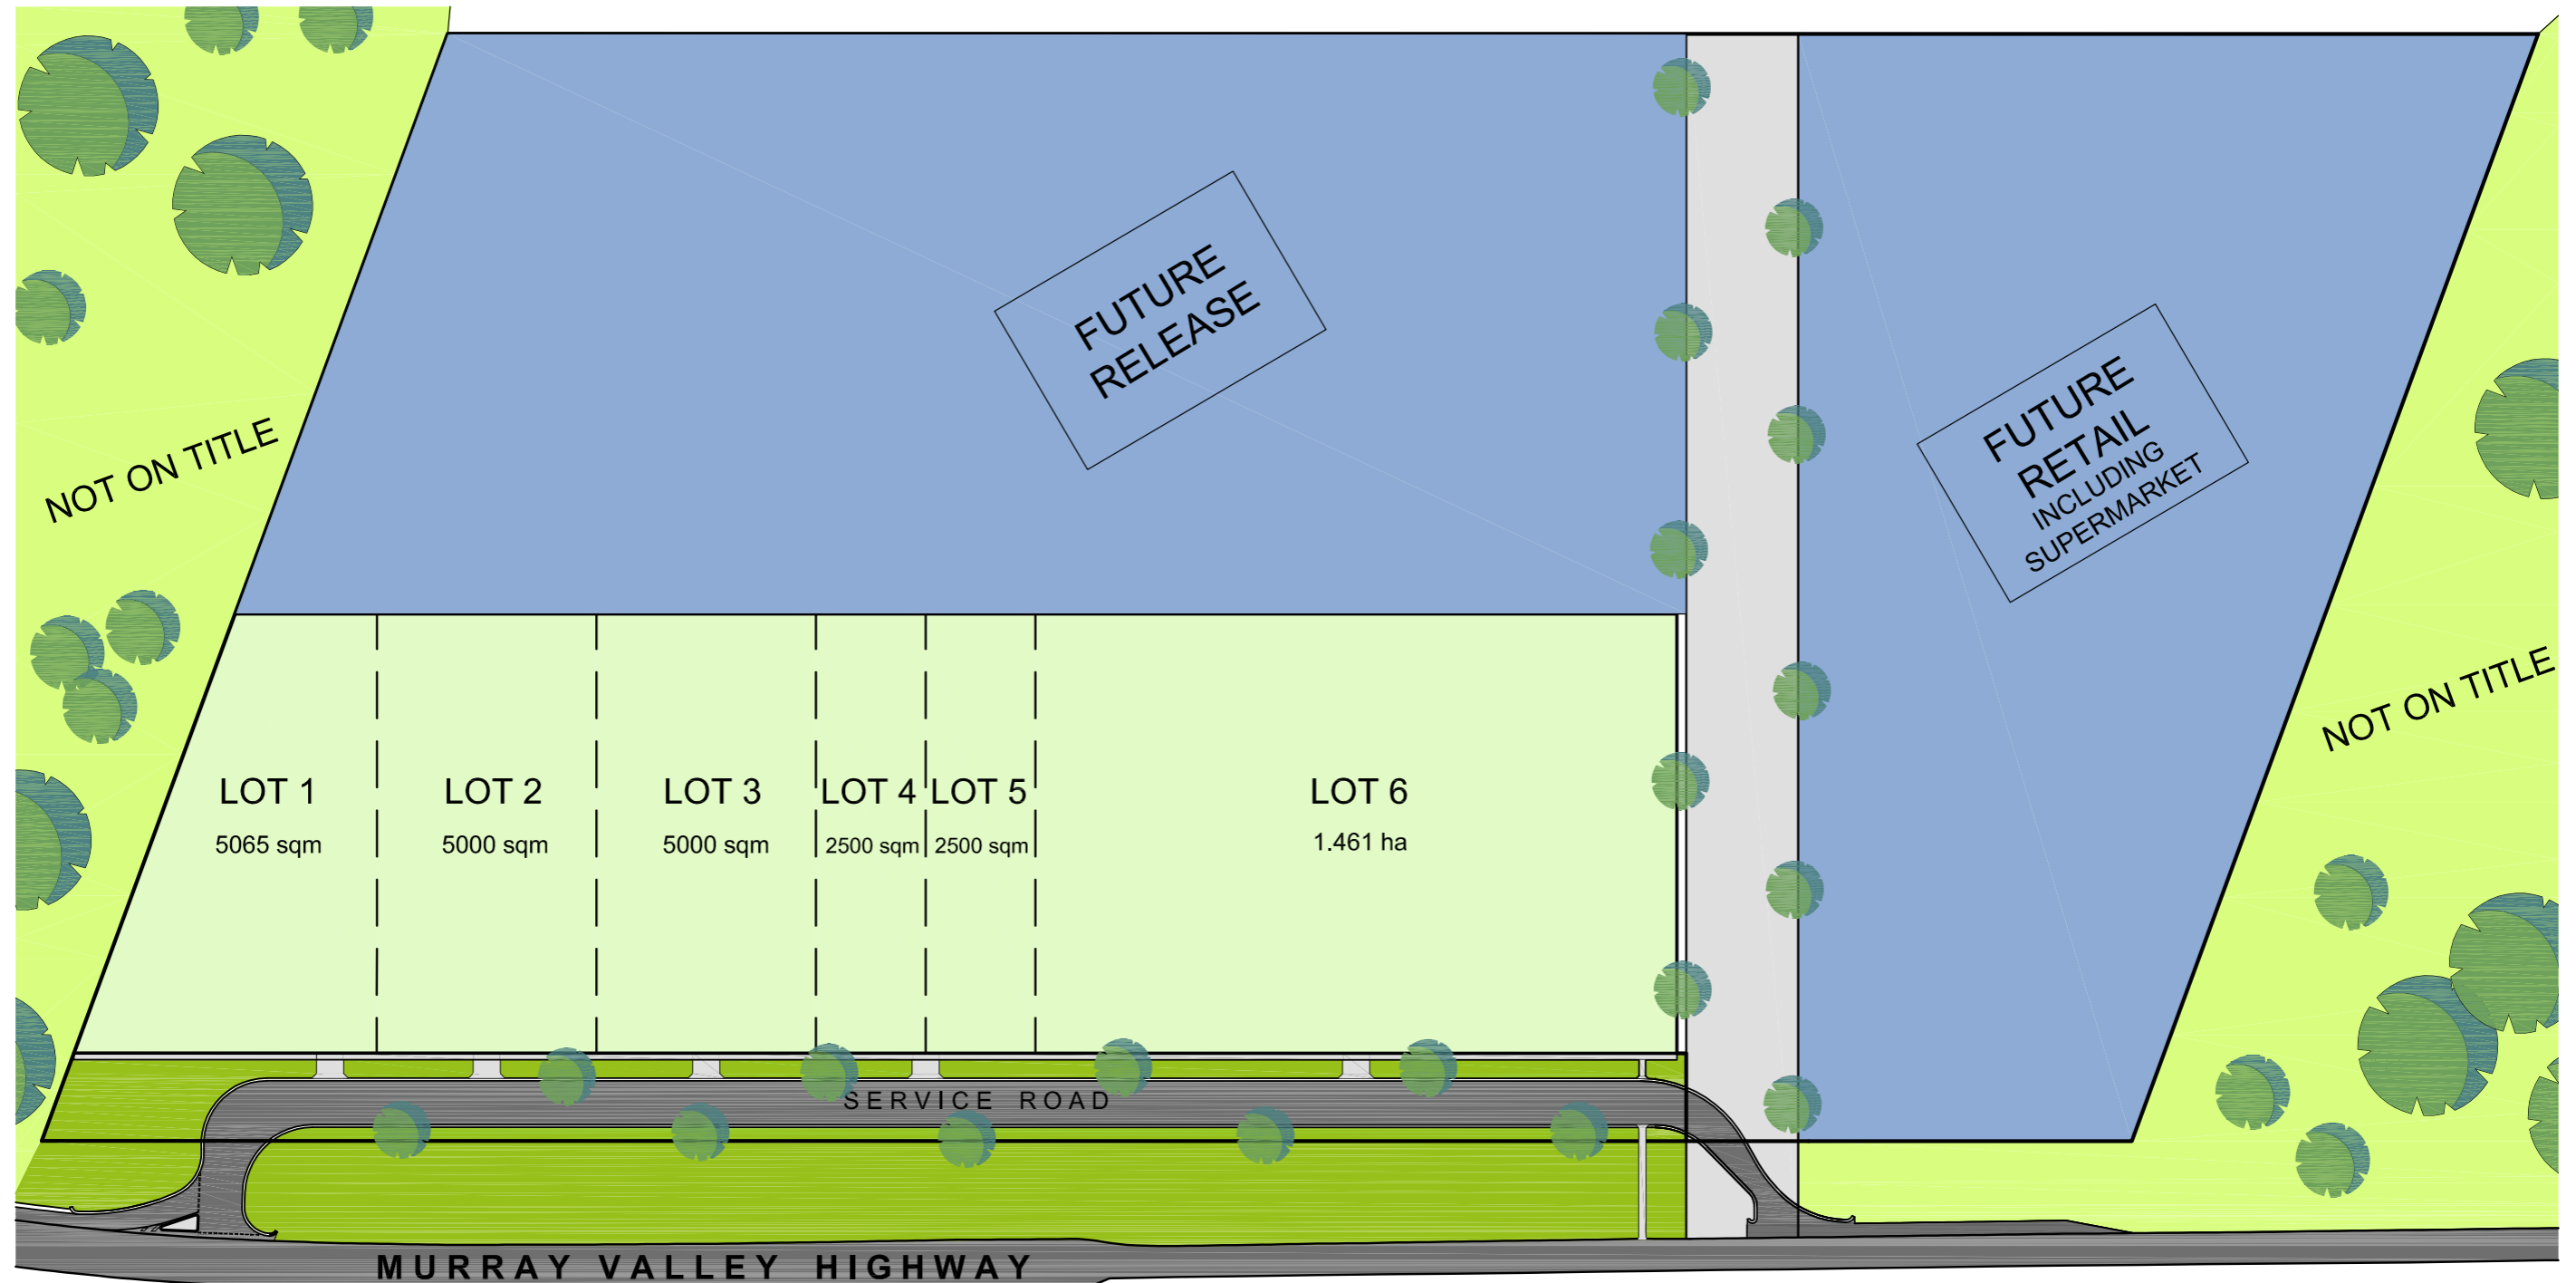 FUTURE
RELEASE
FUTURE
RETAIL
INCLUDING
SUPERMARKET
NOT ON TITLE
NOT ON TITLE
LOT 1
5065 sqm
LOT 2
5000 sqm
LOT 3
5000 sqm
LOT 4
2500 sqm
LOT 5
2500 sqm
LOT 6
1.461 ha
SERVICE ROAD
MURRAY VALLEY HIGHWAY